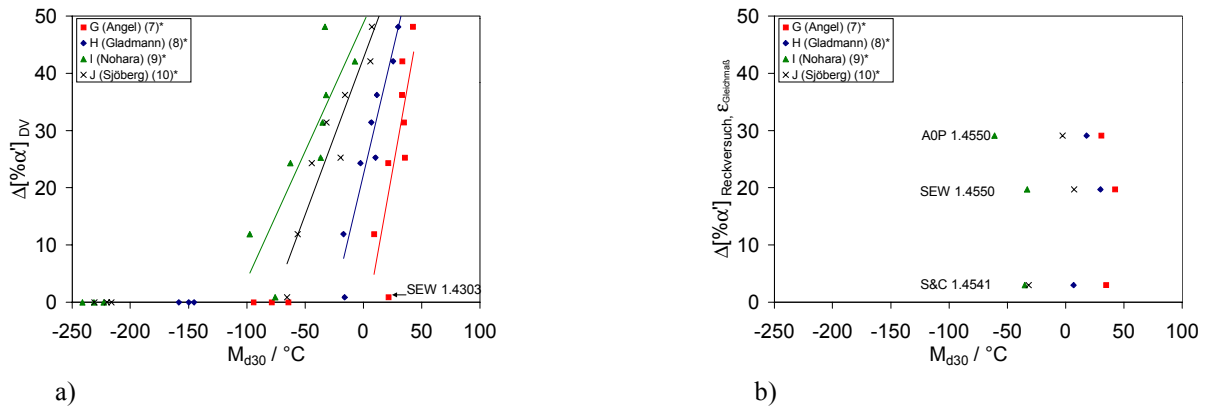 G (Angel) (7)*
H (Gladmann) (8)*
I (Nohara) (9)*
J (Sjöberg) (10)*
50
40
30
20
10
0
Δ[%α']DV
SEW 1.4303
-250 -200 -150 -100 -50 0 50 100
Md30 / °C
a)
G (Angel) (7)*
H (Gladmann) (8)*
I (Nohara) (9)*
J (Sjöberg) (10)*
50
40
30
20
10
0
Δ[%α']Reckversuch, εGleichmaß
A0P 1.4550
SEW 1.4550
S&C 1.4541
-250 -200 -150 -100 -50 0 50 100
Md30 / °C
b)